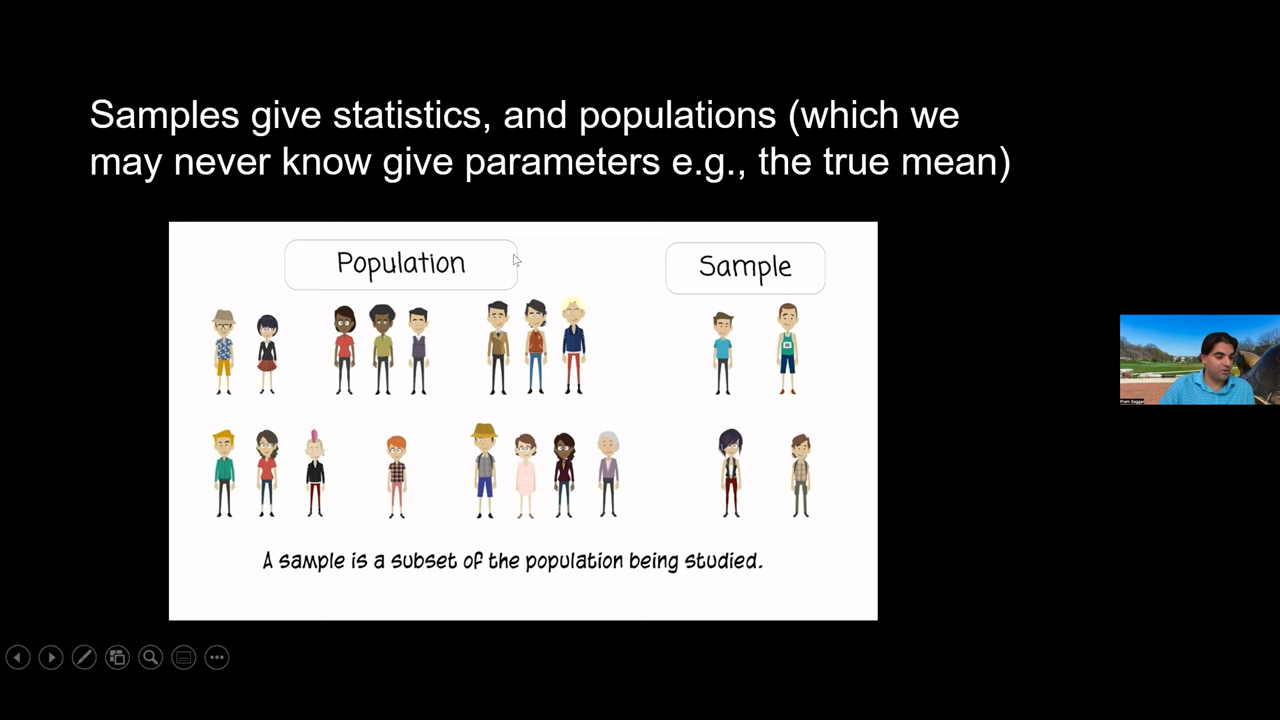 Samples give statistics, and populations (which we
may never know give parameters e.g., the true mean)
Population
Sample
A sample is a subset of the population being studied.